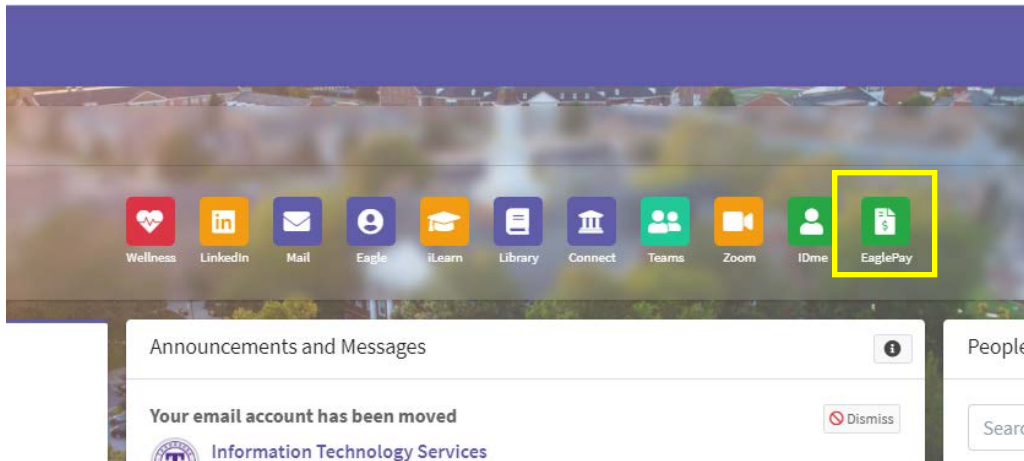 Wellness LinkedIn Mail Eagle iLearn Library Connect Teams Zoom IDme EaglePay
Announcements and Messages
People
Your email account has been moved
Dismiss
Information Technology Services
Sear